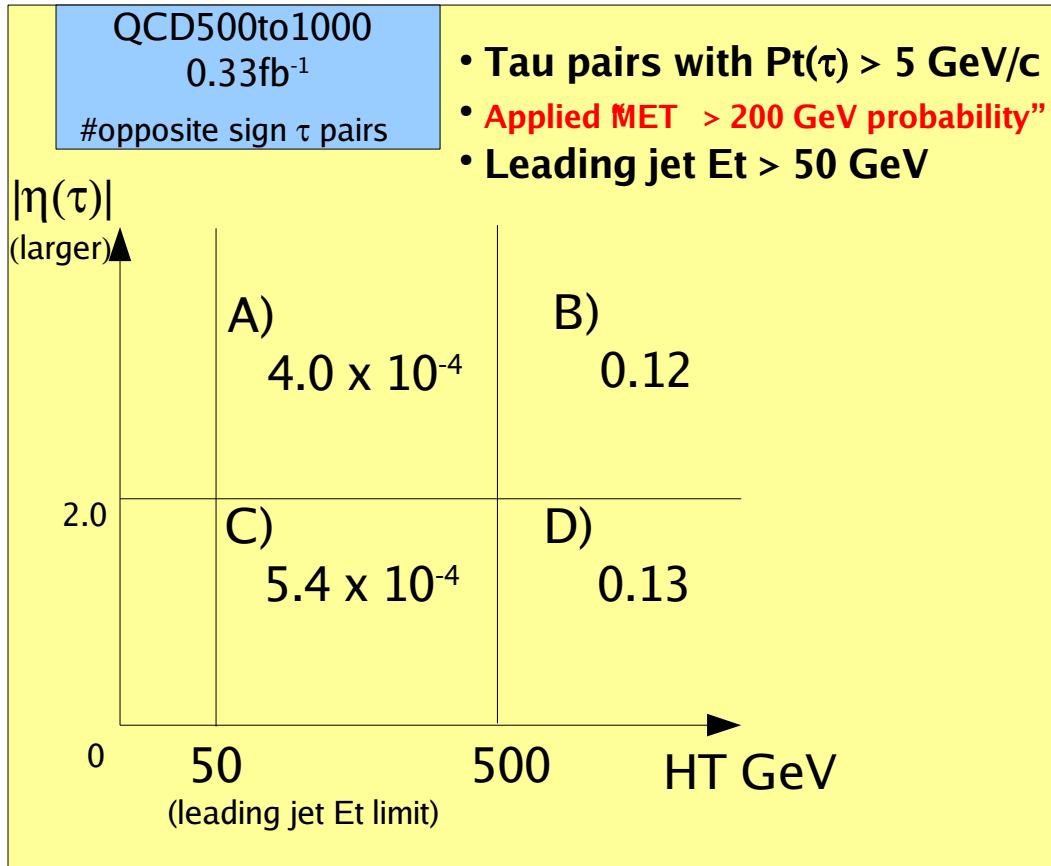 QCD500to1000
0.33fb⁻¹
#opposite sign τ pairs
• Tau pairs with Pt(τ) > 5 GeV/c
• Applied “MET > 200 GeV probability”
• Leading jet Et > 50 GeV
|η(τ)|
(larger)
A)
B)
4.0 x 10⁻⁴
0.12
2.0
C)
D)
5.4 x 10⁻⁴
0.13
0
50
500
HT GeV
(leading jet Et limit)